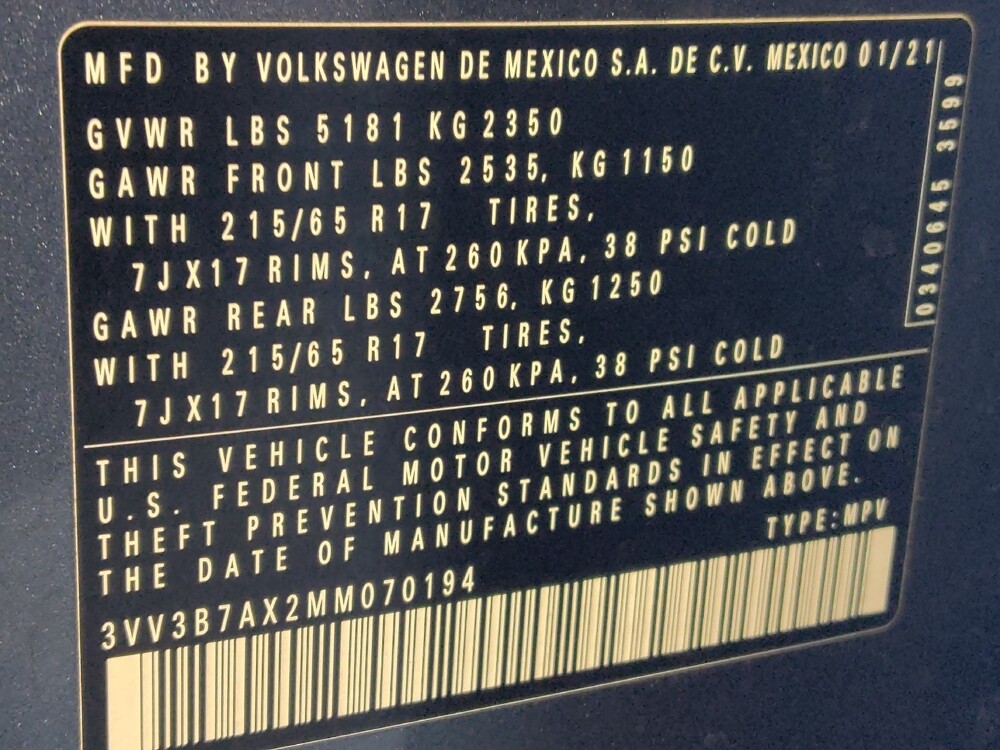 MFD BY VOLKSWAGEN DE MEXICO S.A. DE C.V. MEXICO 01/21
GVWR LBS 5181 KG 2350
GAWR FRONT LBS 2535, KG 1150
WITH 215/65 R17 TIRES,
7JX17 RIMS, AT 260 KPA, 38 PSI COLD
GAWR REAR LBS 2756, KG 1250
WITH 215/65 R17 TIRES,
7JX17 RIMS, AT 260 KPA, 38 PSI COLD
0340645 3599
THIS VEHICLE CONFORMS TO ALL APPLICABLE
U.S. FEDERAL MOTOR VEHICLE SAFETY AND
THEFT PREVENTION STANDARDS IN EFFECT ON
THE DATE OF MANUFACTURE SHOWN ABOVE.
TYPE:MPV
3VV3B7AX2MM070194